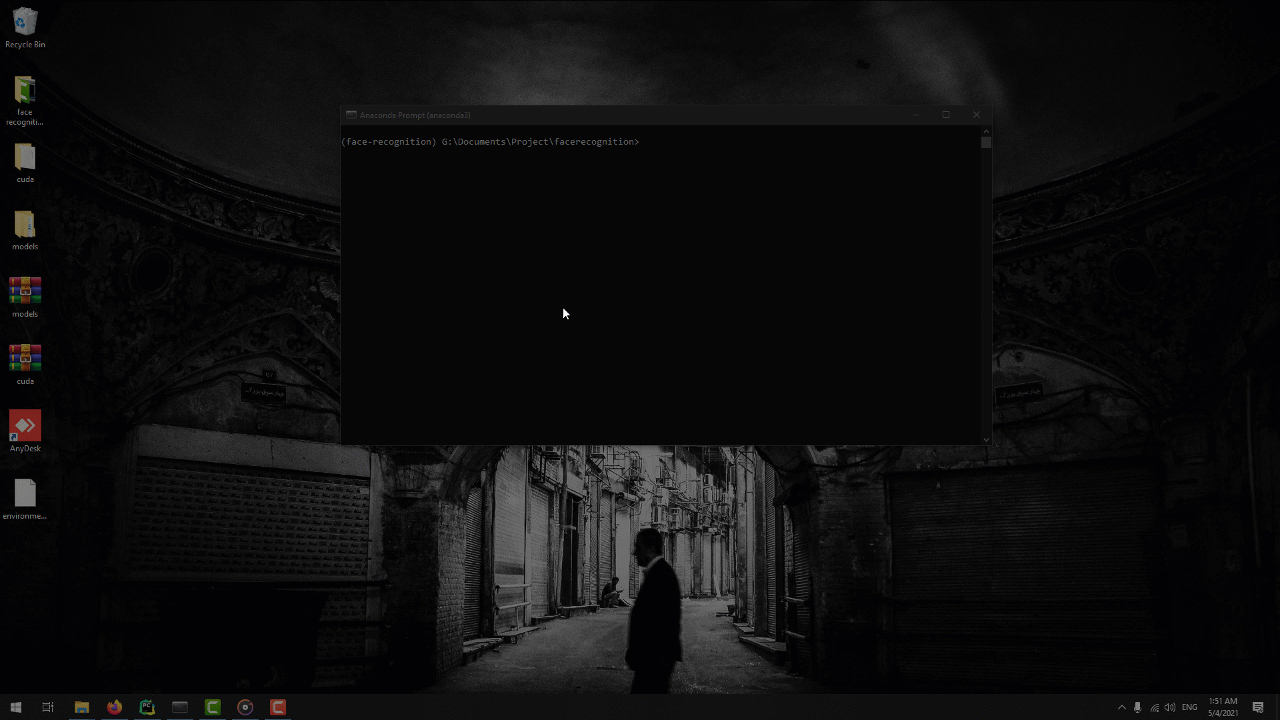 Recycle Bin
face
recogniti...
cuda
models
models
cuda
AnyDesk
environme...
Anaconda Prompt (anaconda3)
(face-recognition) G:\Documents\Project\facerecognition>
PC
ENG
1:51 AM
5/4/2021